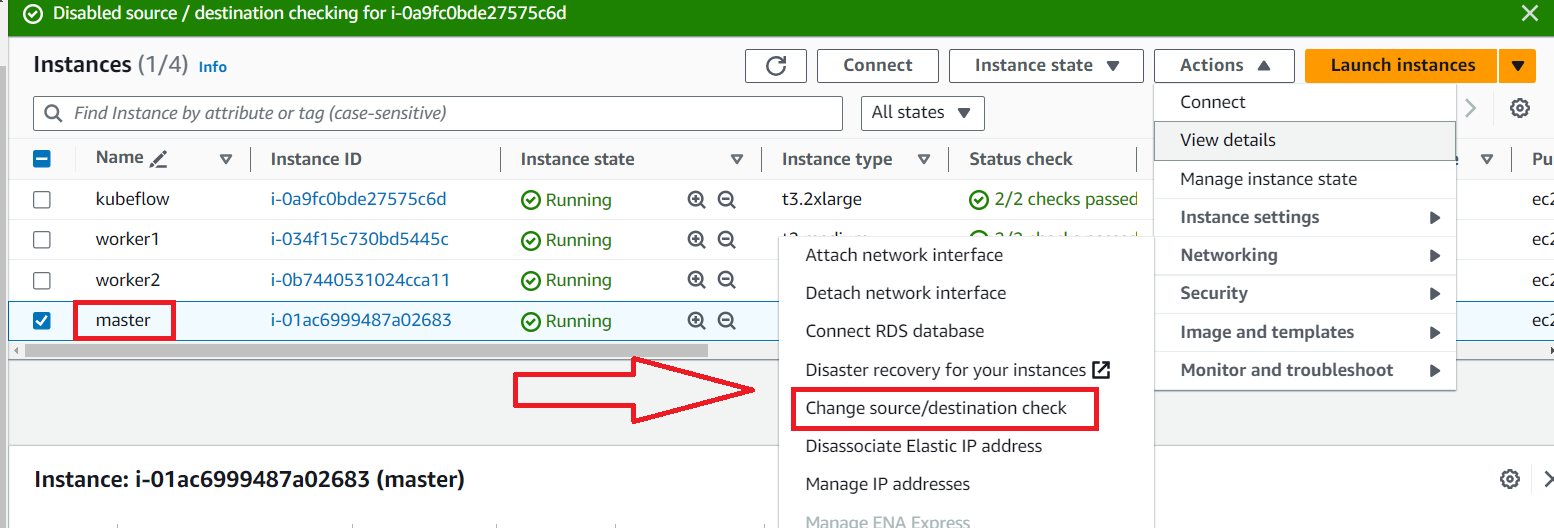 Disabled source / destination checking for i-0a9fc0bde27575c6d
Instances (1/4) Info
Connect
Instance state
Actions
Launch instances
Find Instance by attribute or tag (case-sensitive)
All states
Connect
View details
Manage instance state
Instance settings
Networking
Security
Image and templates
Monitor and troubleshoot
Name Instance ID Instance state Instance type Status check Pu
kubeflow i-0a9fc0bde27575c6d Running t3.2xlarge 2/2 checks passed ec2
worker1 i-034f15c730bd5445c Running ec2
worker2 i-0b7440531024cca11 Running ec2
master i-01ac6999487a02683 Running ec2
Attach network interface
Detach network interface
Connect RDS database
Disaster recovery for your instances
Change source/destination check
Disassociate Elastic IP address
Manage IP addresses
Manage ENA Express
Instance: i-01ac6999487a02683 (master)